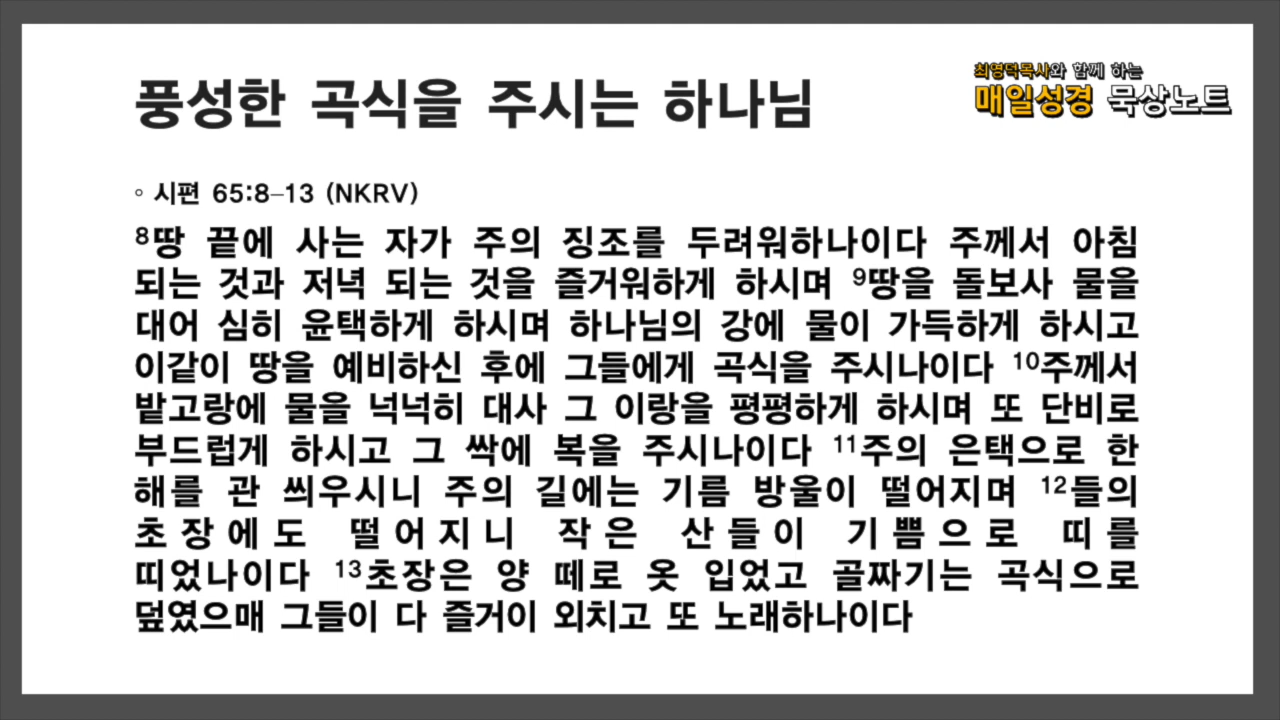 풍성한 곡식을 주시는 하나님
최영덕목사와 함께 하는
매일성경 묵상노트
◦ 시편 65:8–13 (NKRV)
8땅 끝에 사는 자가 주의 징조를 두려워하나이다 주께서 아침
되는 것과 저녁 되는 것을 즐거워하게 하시며 9땅을 돌보사 물을
대어 심히 윤택하게 하시며 하나님의 강에 물이 가득하게 하시고
이같이 땅을 예비하신 후에 그들에게 곡식을 주시나이다 10주께서
밭고랑에 물을 넉넉히 대사 그 이랑을 평평하게 하시며 또 단비로
부드럽게 하시고 그 싹에 복을 주시나이다 11주의 은택으로 한
해를 관 씌우시니 주의 길에는 기름 방울이 떨어지며 12들의
초장에도 떨어지니 작은 산들이 기쁨으로 띠를
띠었나이다 13초장은 양 떼로 옷 입었고 골짜기는 곡식으로
덮였으매 그들이 다 즐거이 외치고 또 노래하나이다